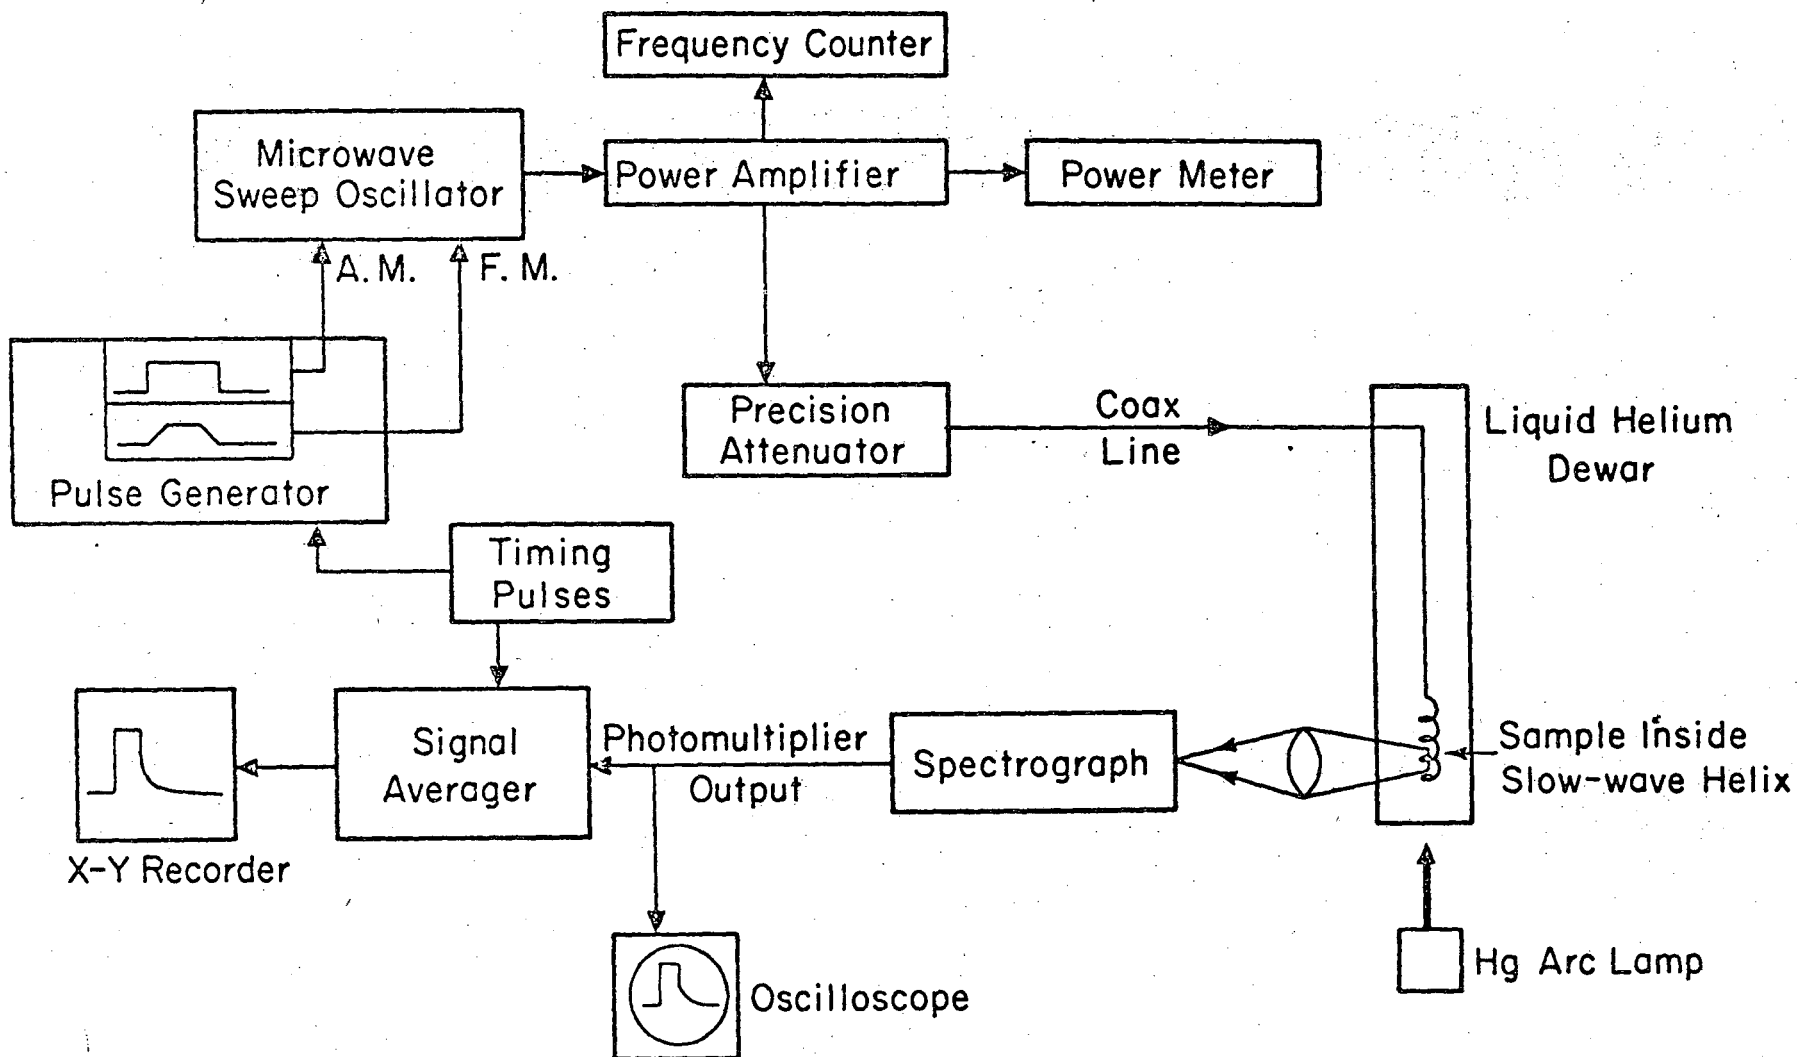 Frequency Counter
Microwave
Sweep Oscillator
Power Amplifier
Power Meter
A. M.
F. M.
Pulse Generator
Precision
Attenuator
Coax
Line
Liquid Helium
Dewar
Timing
Pulses
Signal
Averager
Photomultiplier
Output
Spectrograph
Sample Inside
Slow-wave Helix
X-Y Recorder
Oscilloscope
Hg Arc Lamp